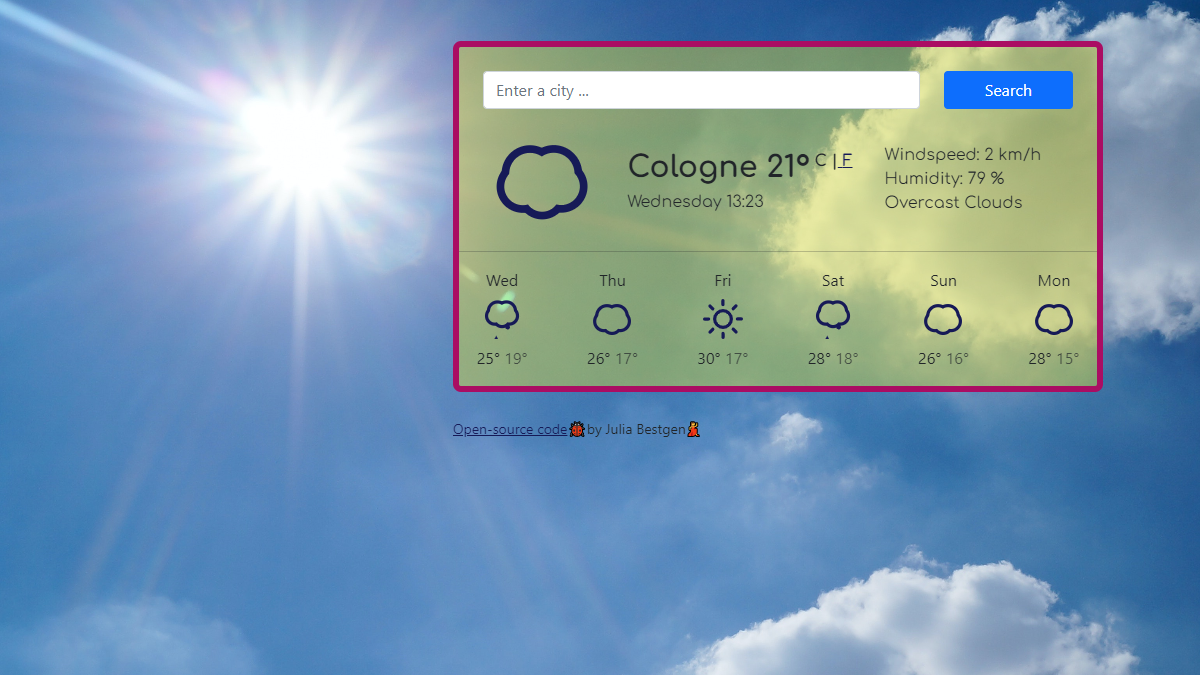 Enter a city ...
Search
Cologne 21° C | F
Wednesday 13:23
Windspeed: 2 km/h
Humidity: 79 %
Overcast Clouds
Wed Thu Fri Sat Sun Mon
25° 19° 26° 17° 30° 17° 28° 18° 26° 16° 28° 15°
Open-source code🐞by Julia Bestgen💃